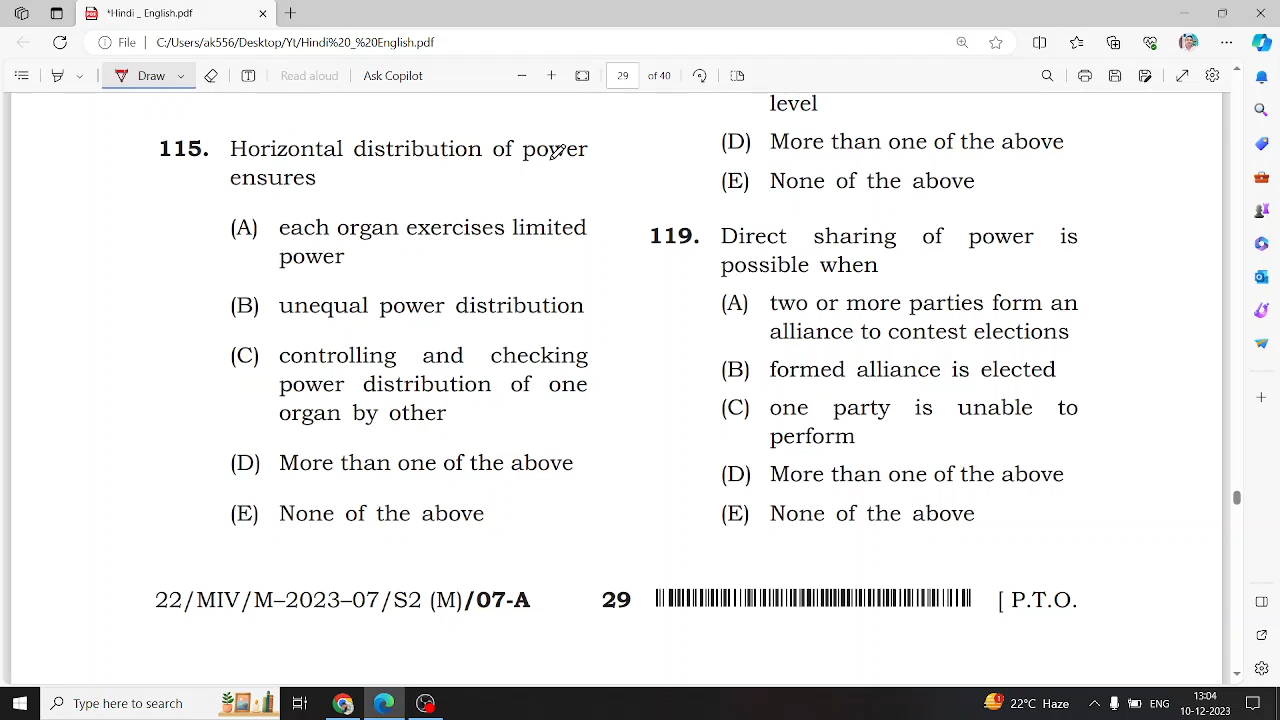 *Hindi _ English.pdf
File
C:/Users/ak556/Desktop/Yt/Hindi%20_%20English.pdf
Draw
Read aloud
Ask Copilot
29
of 40
115. Horizontal distribution of power
ensures
(A) each organ exercises limited
power
(B) unequal power distribution
(C) controlling and checking
power distribution of one
organ by other
(D) More than one of the above
(E) None of the above
level
(D) More than one of the above
(E) None of the above
119. Direct sharing of power is
possible when
(A) two or more parties form an
alliance to contest elections
(B) formed alliance is elected
(C) one party is unable to
perform
(D) More than one of the above
(E) None of the above
22/MIV/M–2023–07/S2 (M)/07-A
29
[ P.T.O.
Type here to search
22°C Haze
ENG
13:04
10-12-2023